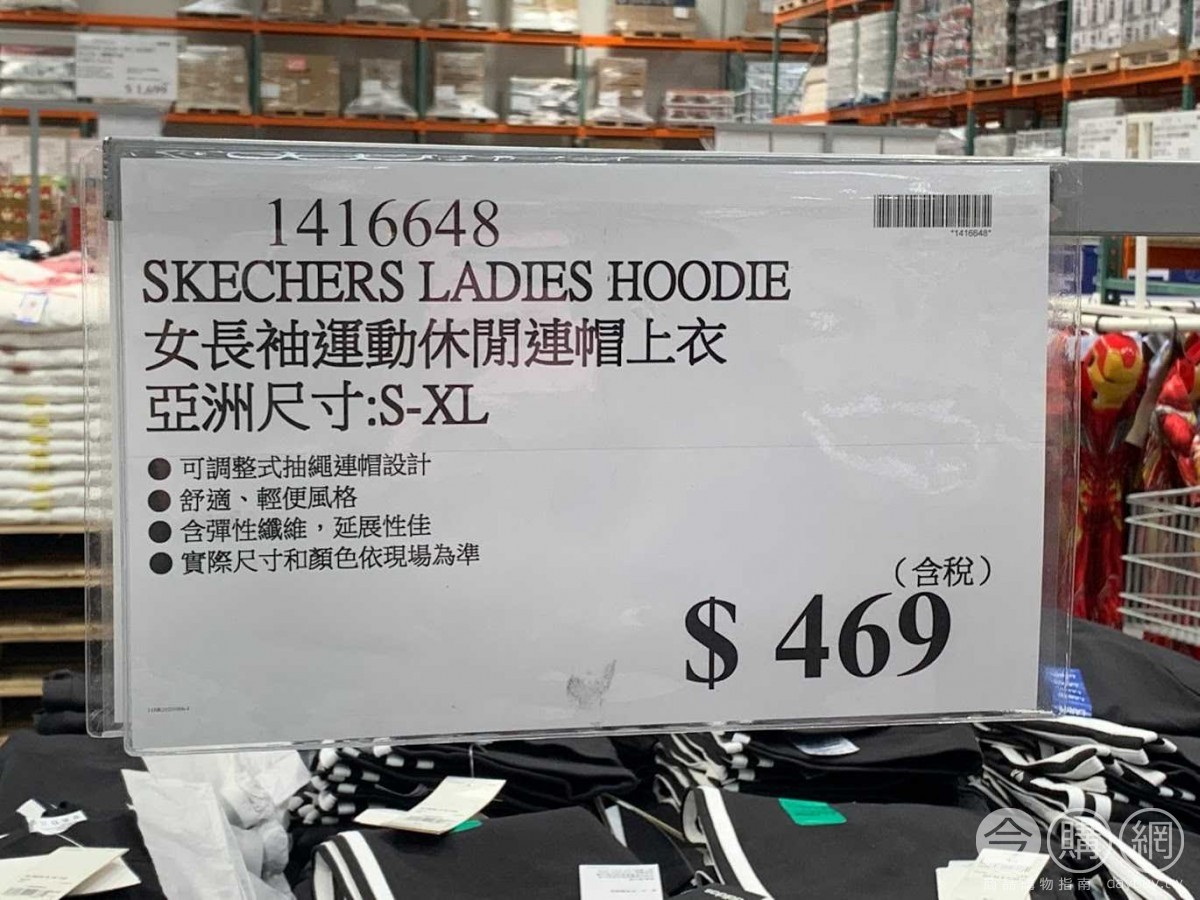 $ 1,699
1416648
*1416648*
SKECHERS LADIES HOODIE
女長袖運動休閒連帽上衣
亞洲尺寸:S-XL
● 可調整式抽繩連帽設計
● 舒適、輕便風格
● 含彈性纖維，延展性佳
● 實際尺寸和顏色依現場為準
（含稅）
$ 469
今購網